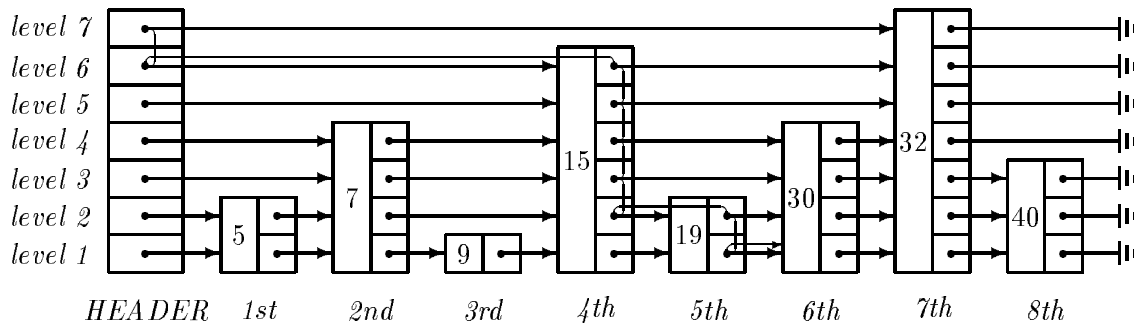 level 7
level 6
level 5
level 4
level 3
level 2
level 1
5
7
9
15
19
30
32
40
HEADER 1st 2nd 3rd 4th 5th 6th 7th 8th